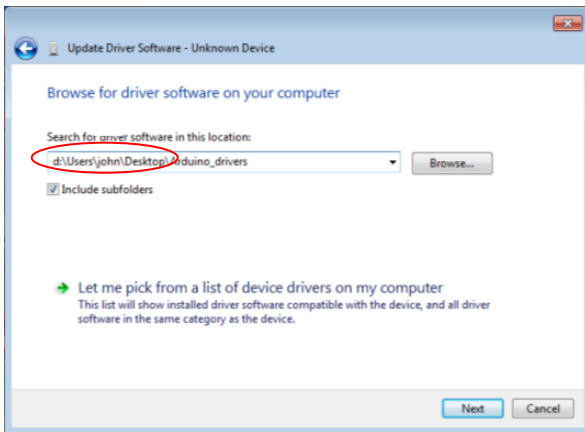 Update Driver Software - Unknown Device
Browse for driver software on your computer
Search for driver software in this location:
d:\Users\john\Desktop\Arduino_drivers
Browse...
Include subfolders
Let me pick from a list of device drivers on my computer
This list will show installed driver software compatible with the device, and all driver
software in the same category as the device.
Next
Cancel